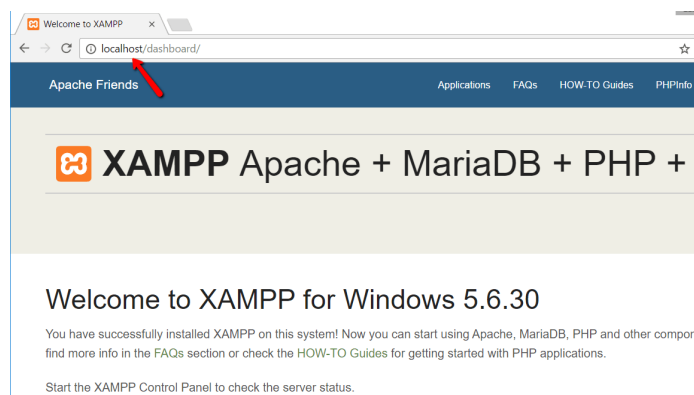 Welcome to XAMPP
localhost/dashboard/
Apache Friends Applications FAQs HOW-TO Guides PHPInfo
XAMPP Apache + MariaDB + PHP +
Welcome to XAMPP for Windows 5.6.30
You have successfully installed XAMPP on this system! Now you can start using Apache, MariaDB, PHP and other compor
find more info in the FAQs section or check the HOW-TO Guides for getting started with PHP applications.
Start the XAMPP Control Panel to check the server status.